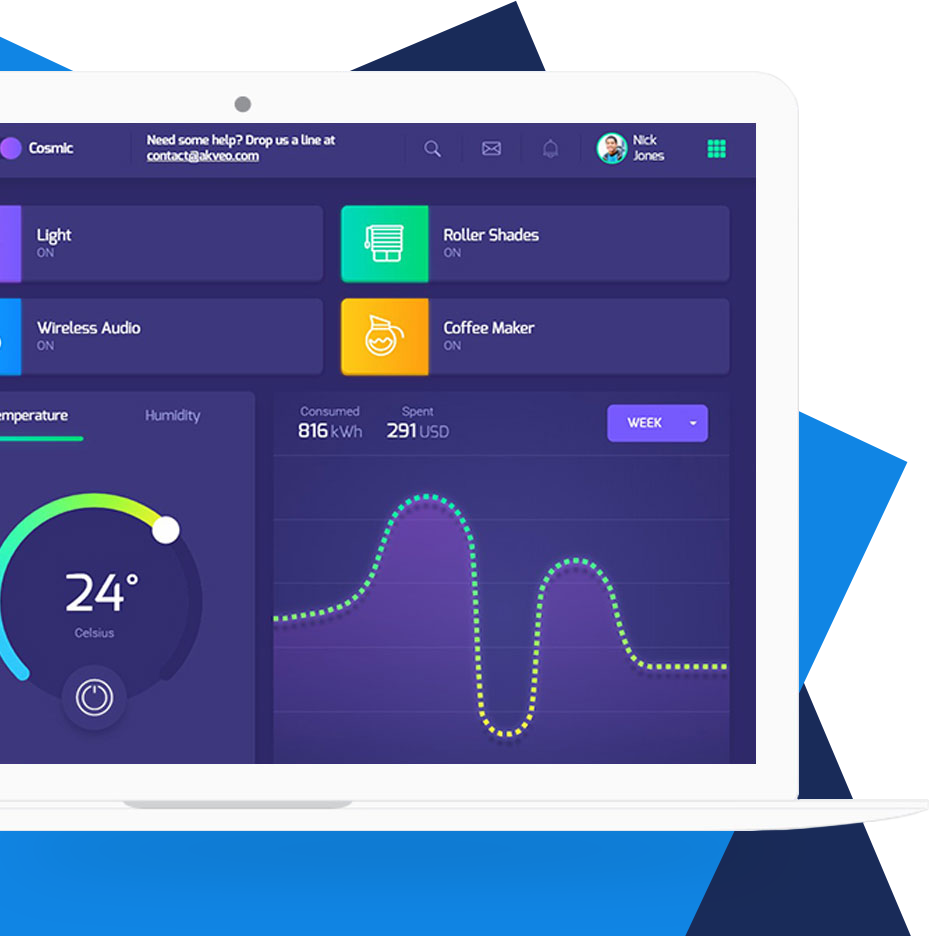 Cosmic
Need some help? Drop us a line at
contact@akveo.com
Nick
Jones
Light
ON
Roller Shades
ON
Wireless Audio
ON
Coffee Maker
ON
emperature
Humidity
Consumed
816 kWh
Spent
291 USD
WEEK
24°
Celsius